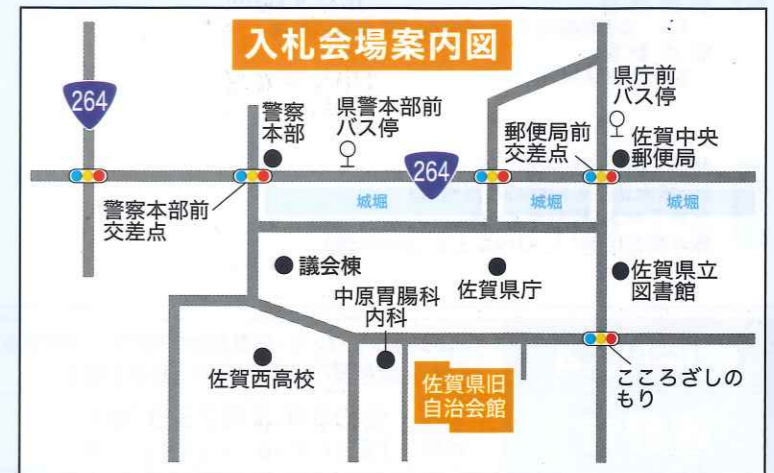 入札会場案内図
264
警察
本部
県警本部前
バス停
264
郵便局前
交差点
県庁前
バス停
佐賀中央
郵便局
警察本部前
交差点
城堀
城堀
城堀
議会棟
中原胃腸科
内科
佐賀県庁
佐賀県立
図書館
佐賀西高校
佐賀県旧
自治会館
こころざしの
もり